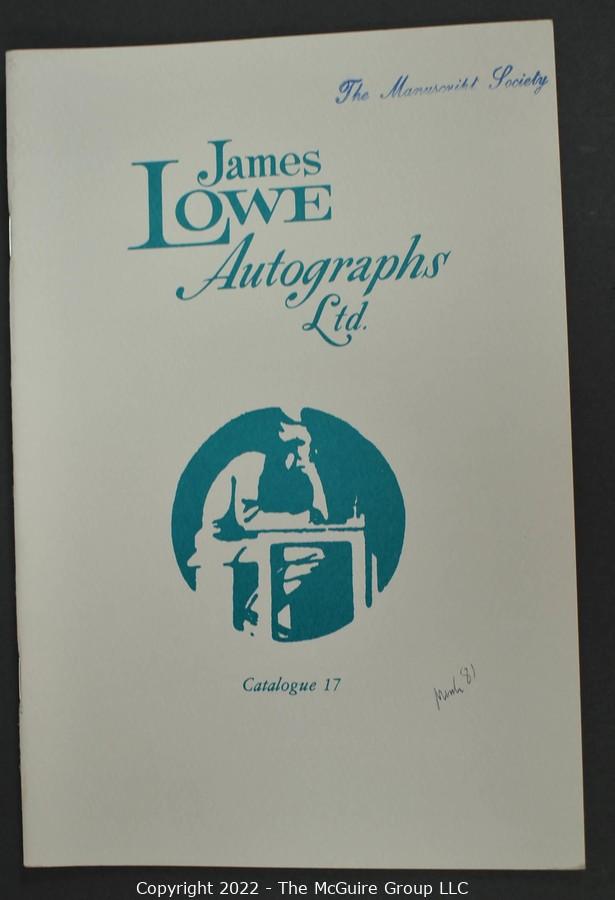 The Manuscript Society
James
LOWE
Autographs
Ltd.
Catalogue 17
March 81
Copyright 2022 - The McGuire Group LLC